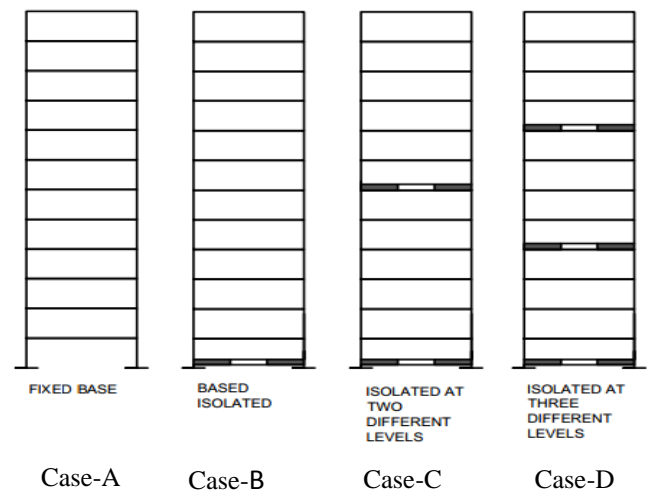 FIXED BASE
BASED
ISOLATED
ISOLATED AT
TWO
DIFFERENT
LEVELS
ISOLATED AT
THREE
DIFFERENT
LEVELS
Case-A
Case-B
Case-C
Case-D